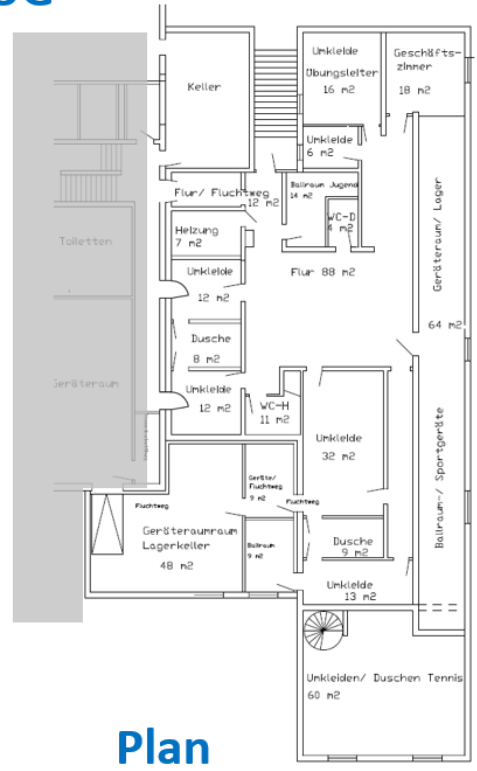 Umkleide
Übungsleiter
16 m2
Geschäfts-
zimmer
18 m2
Keller
Umkleide
6 m2
Flur/ Fluchtweg
12 m2
Ballraum Jugend
14 m2
WC-D
4 m2
Heizung
7 m2
Flur 88 m2
Geräteraum/ Lager
64 m2
Toiletten
Umkleide
12 m2
Dusche
8 m2
Geräteraum
Umkleide
12 m2
WC-H
11 m2
Umkleide
32 m2
Ballraum-/ Sportgeräte
Geräte/
Fluchtweg
9 m2
Fluchtweg
Fluchtweg
Geräteraumraum
Lagerkeller
48 m2
Ballraum
9 m2
Dusche
9 m2
Umkleide
13 m2
Umkleiden/ Duschen Tennis
60 m2
Plan